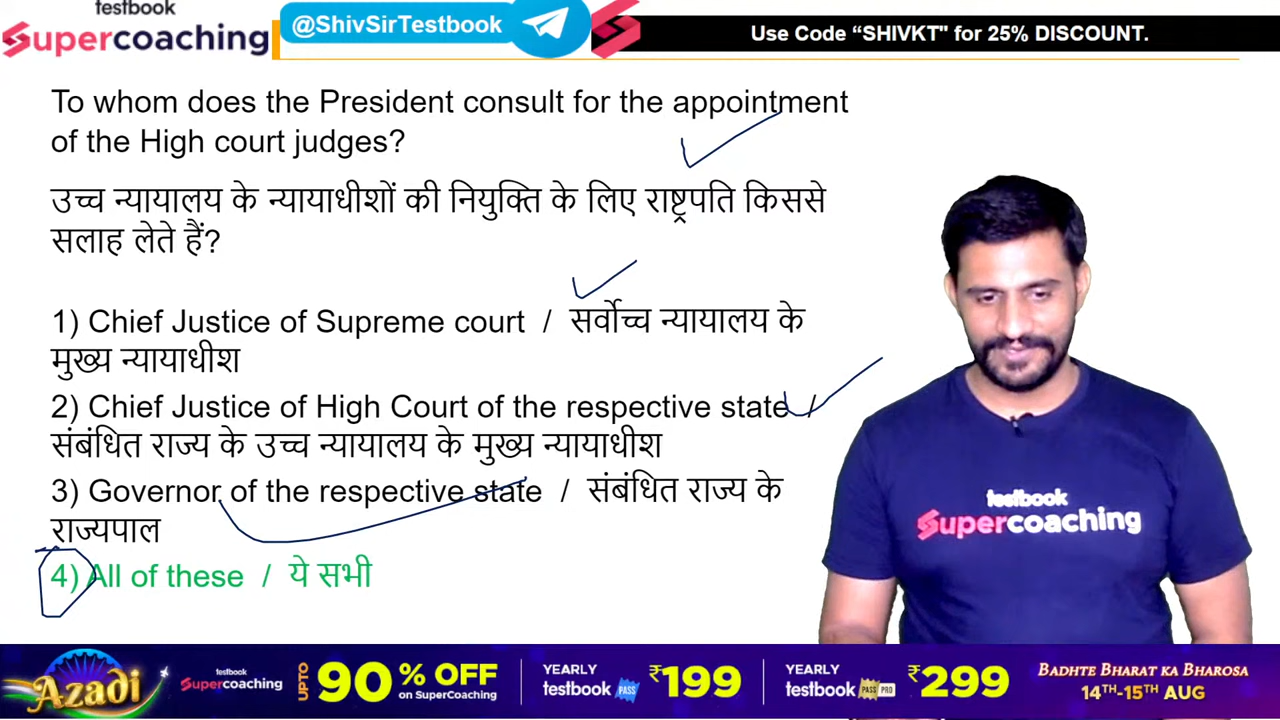 testbook
Supercoaching
@ShivSirTestbook
Use Code “SHIVKT" for 25% DISCOUNT.
To whom does the President consult for the appointment
of the High court judges?
उच्च न्यायालय के न्यायाधीशों की नियुक्ति के लिए राष्ट्रपति किससे
सलाह लेते हैं?
1) Chief Justice of Supreme court / सर्वोच्च न्यायालय के
मुख्य न्यायाधीश
2) Chief Justice of High Court of the respective state /
संबंधित राज्य के उच्च न्यायालय के मुख्य न्यायाधीश
3) Governor of the respective state / संबंधित राज्य के
राज्यपाल
4) All of these / ये सभी
testbook
Supercoaching
Azadi
testbook
Supercoaching
UPTO 90% OFF
on SuperCoaching
YEARLY
testbook PASS
₹199
YEARLY
testbook PASS PRO
₹299
BADHTE BHARAT KA BHAROSA
14TH-15TH AUG